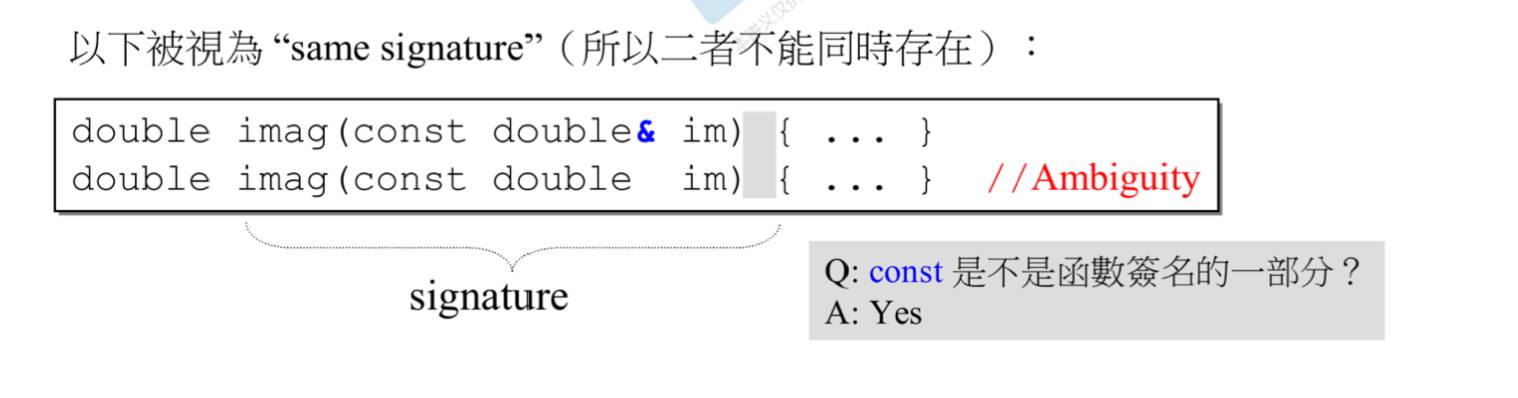 以下被視為 “same signature”（所以二者不能同時存在）：
double imag(const double& im) { ... }
double imag(const double  im) { ... }  //Ambiguity
signature
Q: const 是不是函數簽名的一部分？
A: Yes